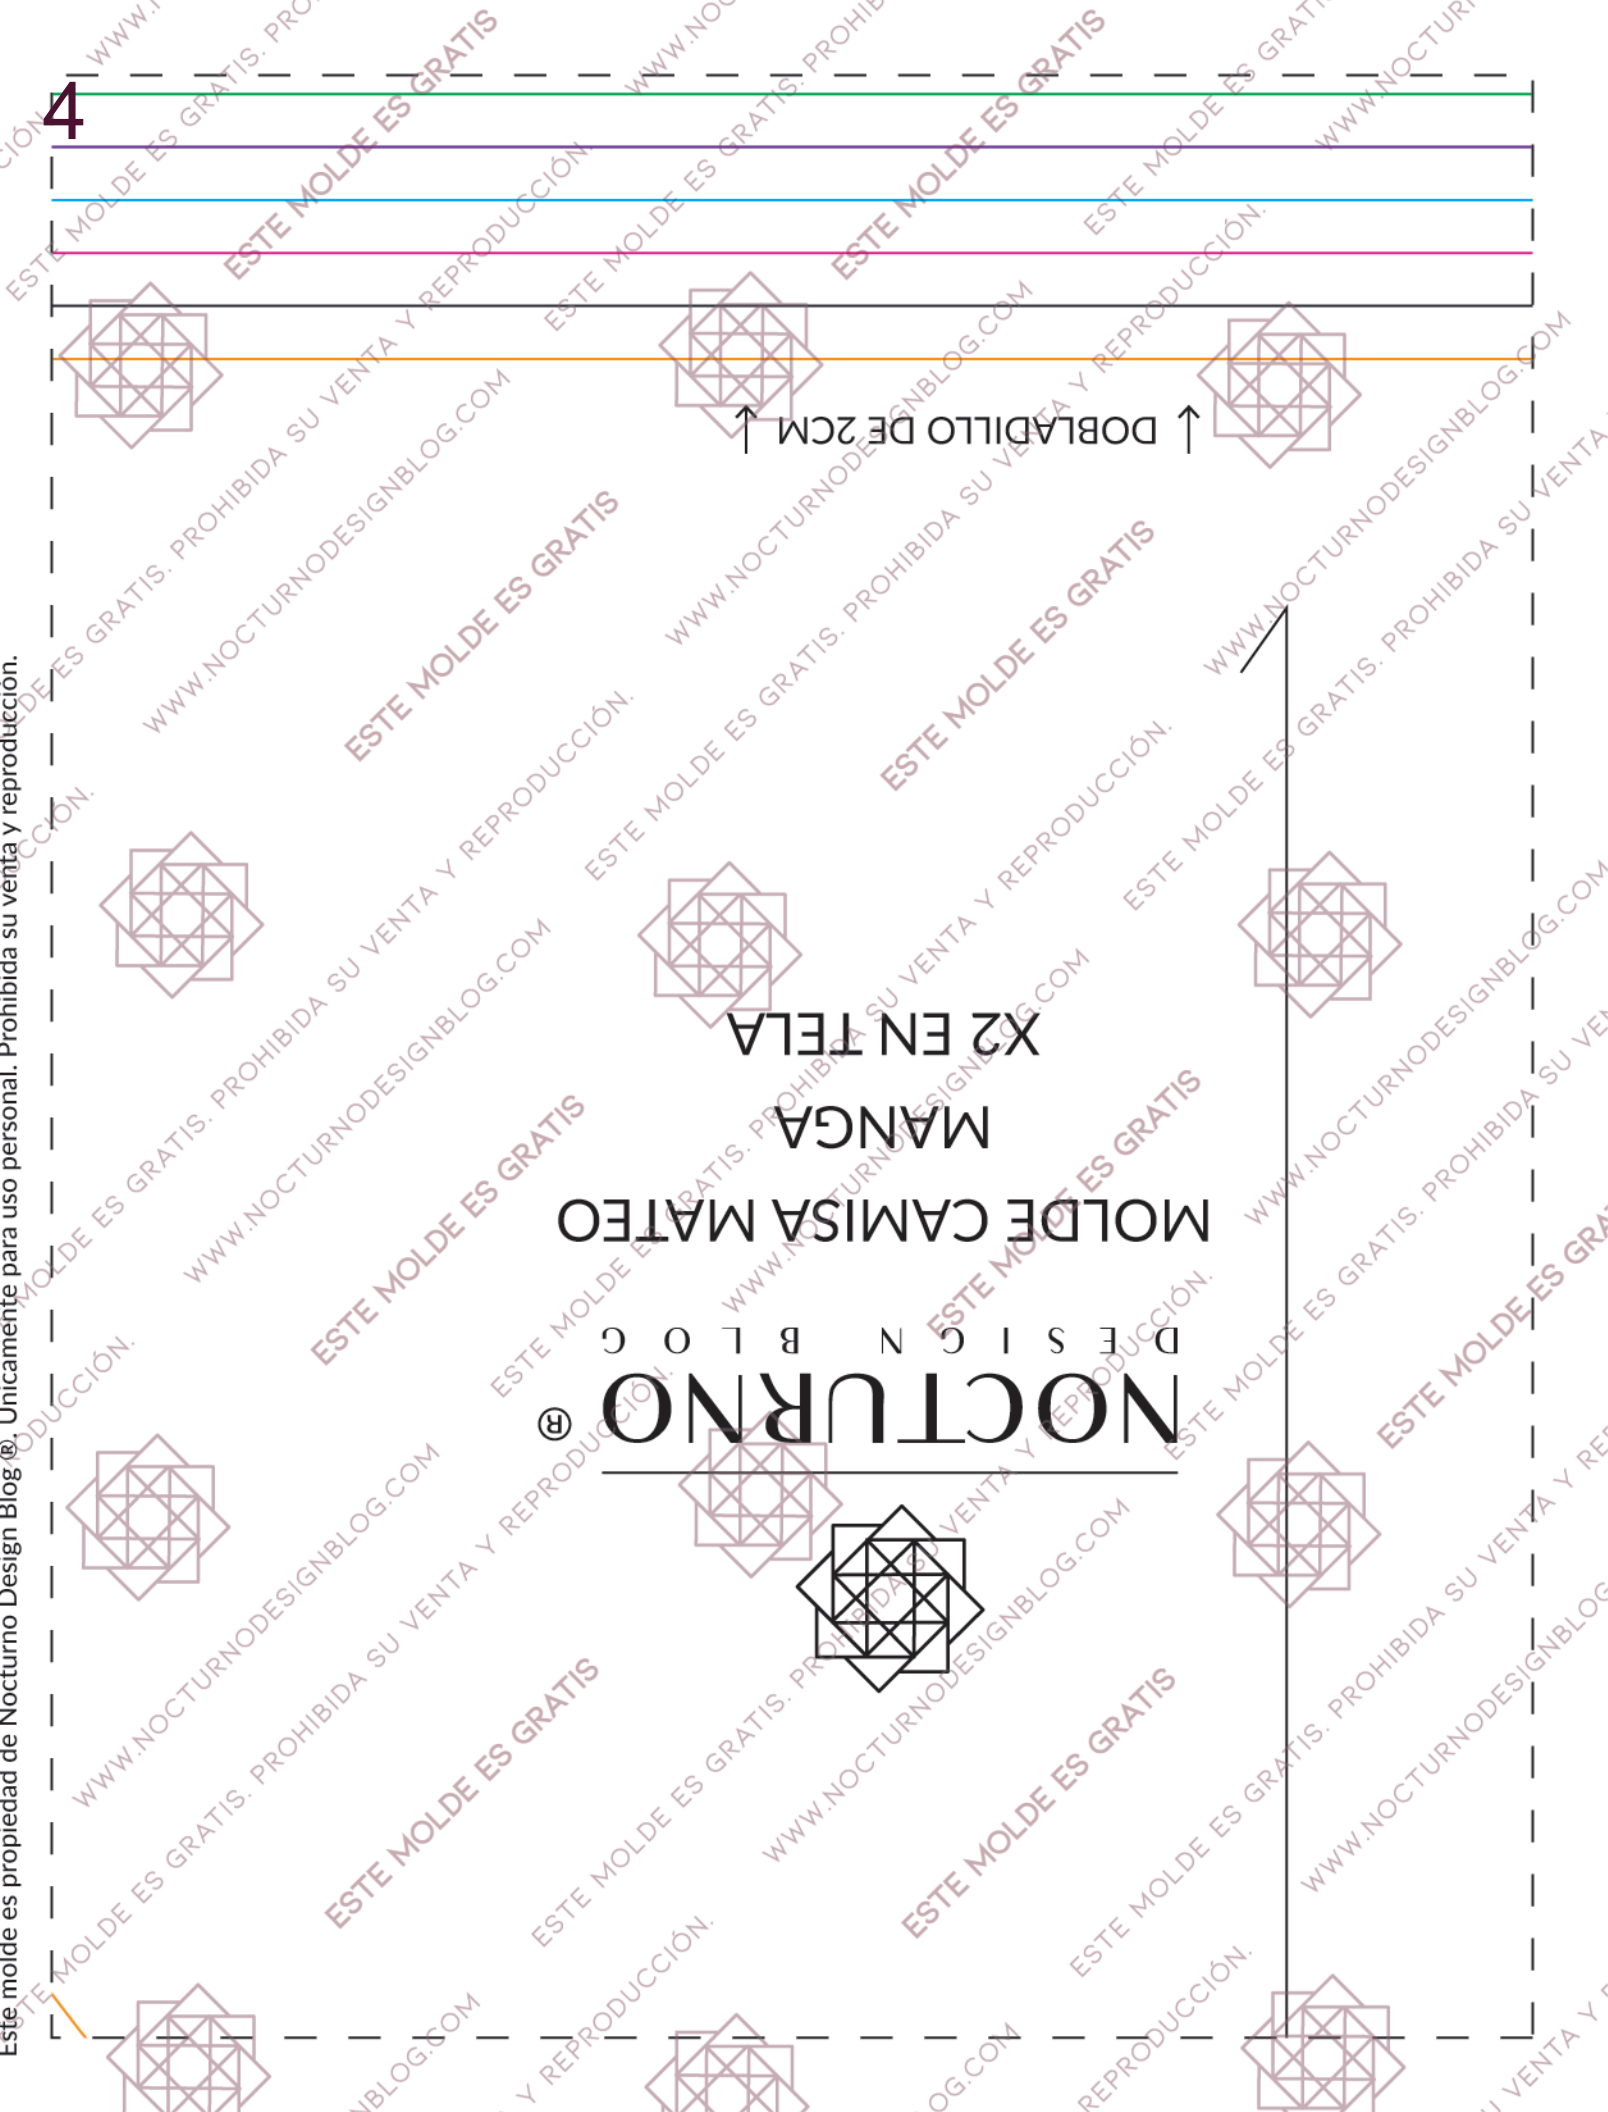 4
DOBLADILLO DE 2CM
X2 EN TELA
MANGA
MOLDE CAMISA MATEO
DESIGN BLOG
NOCTURNO ®
Este molde es propiedad de Nocturno Design Blog ®. Unicamente para uso personal. Prohibida su venta y reproducción.
ESTE MOLDE ES GRATIS
ESTE MOLDE ES GRATIS. PROHIBIDA SU VENTA Y REPRODUCCIÓN.
WWW.NOCTURNODESIGNBLOG.COM